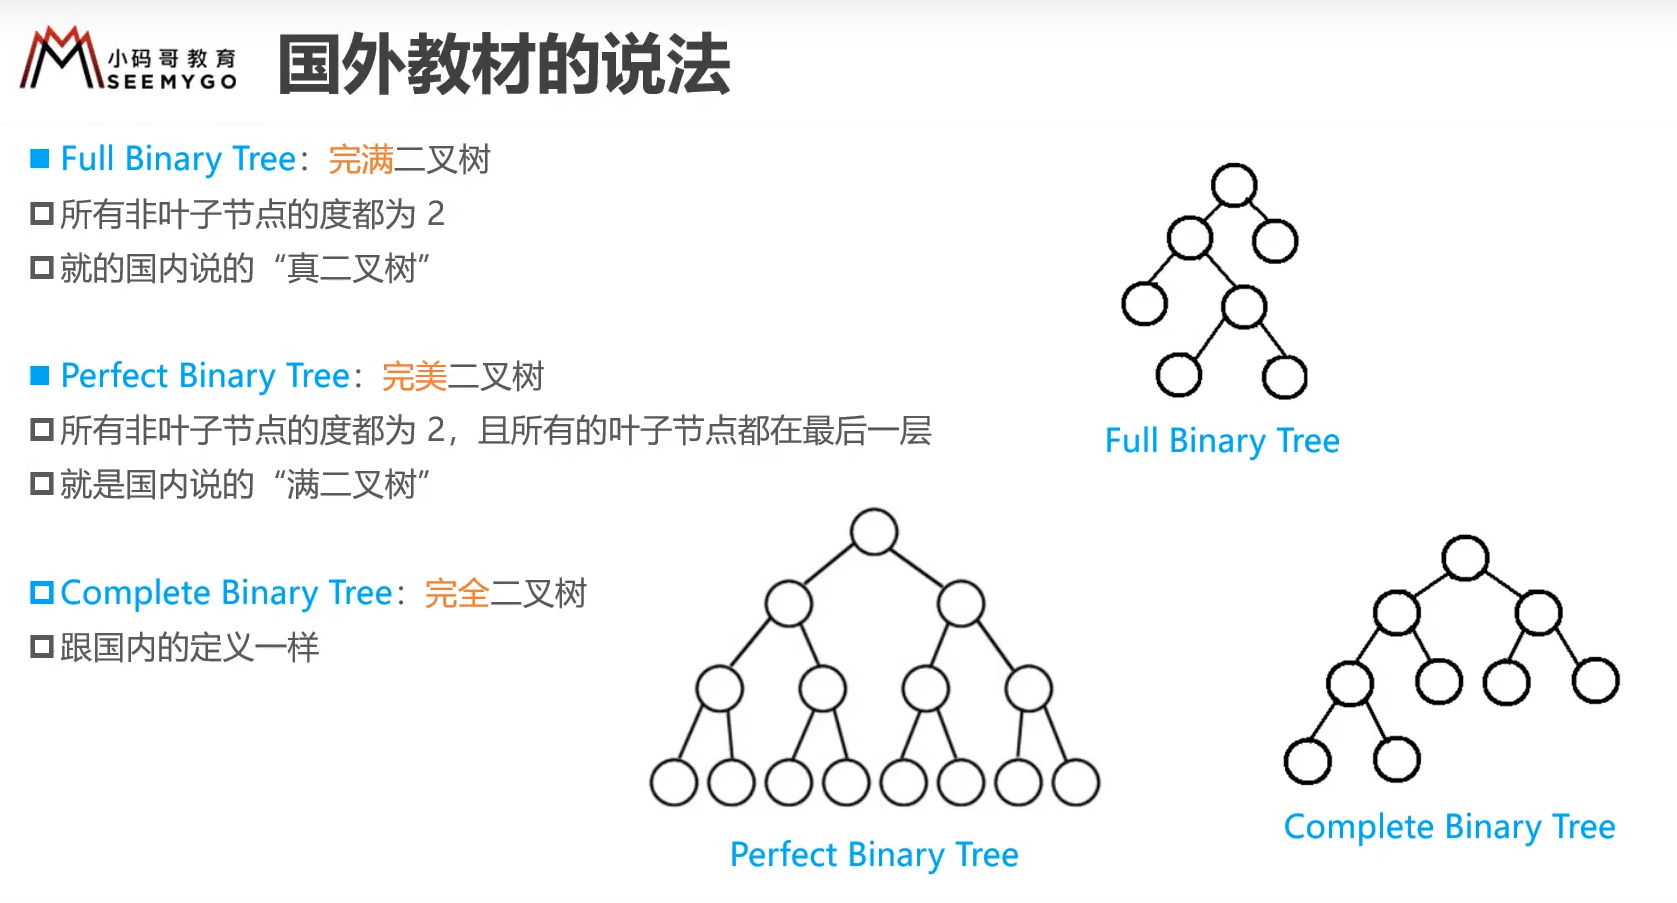 小码哥教育
SEEMYGO
国外教材的说法
Full Binary Tree：完满二叉树
所有非叶子节点的度都为 2
就的国内说的“真二叉树”
Perfect Binary Tree：完美二叉树
所有非叶子节点的度都为 2，且所有的叶子节点都在最后一层
就是国内说的“满二叉树”
Complete Binary Tree：完全二叉树
跟国内的定义一样
Full Binary Tree
Perfect Binary Tree
Complete Binary Tree